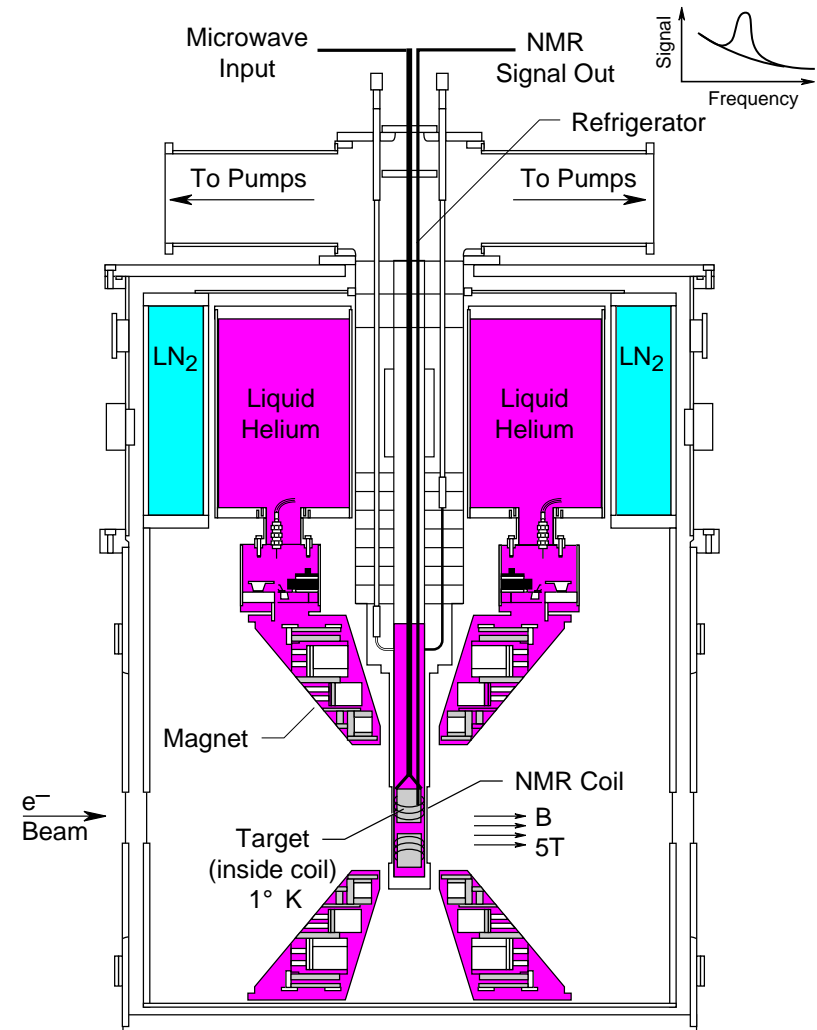 Microwave
Input
NMR
Signal Out
Signal
Frequency
Refrigerator
To Pumps
To Pumps
LN2
Liquid
Helium
Liquid
Helium
LN2
Magnet
NMR Coil
e–
Beam
Target
(inside coil)
1° K
B
5T